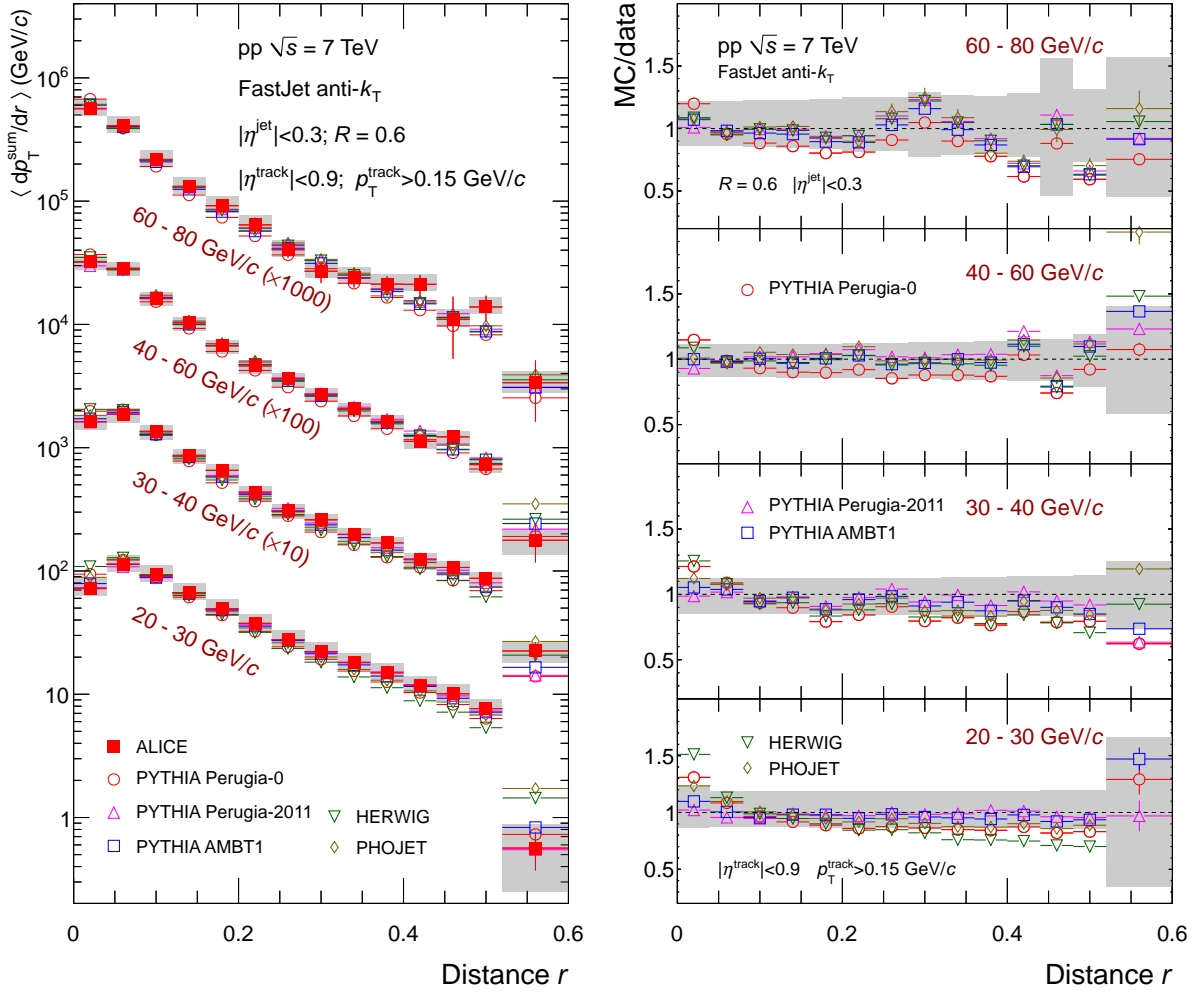 ⟨ dp_T^sum/dr ⟩ (GeV/c)
10^6
10^5
10^4
10^3
10^2
10
1
pp √s = 7 TeV
FastJet anti-k_T
|η^jet|<0.3; R = 0.6
|η^track|<0.9; p_T^track>0.15 GeV/c
60 - 80 GeV/c (×1000)
40 - 60 GeV/c (×100)
30 - 40 GeV/c (×10)
20 - 30 GeV/c
ALICE
PYTHIA Perugia-0
PYTHIA Perugia-2011
PYTHIA AMBT1
HERWIG
PHOJET
0 0.2 0.4 0.6
Distance r
MC/data
pp √s = 7 TeV
FastJet anti-k_T
60 - 80 GeV/c
R = 0.6 |η^jet|<0.3
1.5
1
0.5
40 - 60 GeV/c
PYTHIA Perugia-0
1.5
1
0.5
30 - 40 GeV/c
PYTHIA Perugia-2011
PYTHIA AMBT1
1.5
1
0.5
20 - 30 GeV/c
HERWIG
PHOJET
1.5
1
0.5
|η^track|<0.9 p_T^track>0.15 GeV/c
0 0.2 0.4 0.6
Distance r